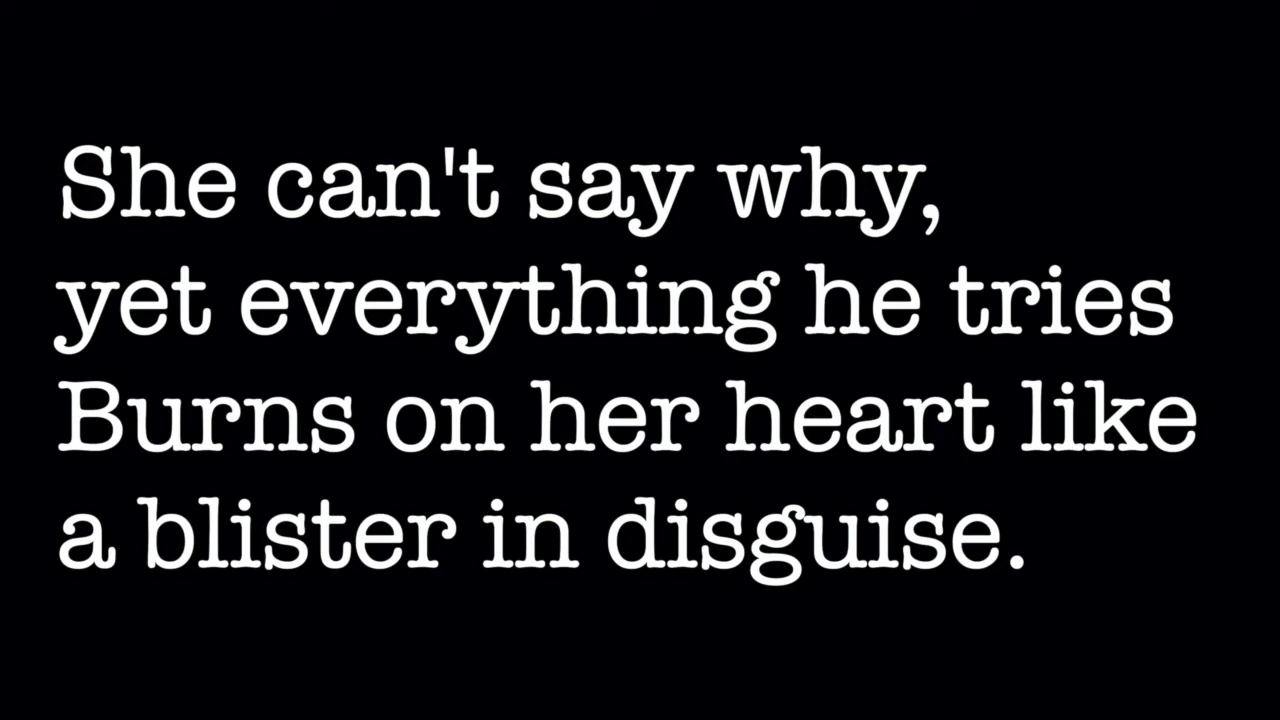 She can't say why,
yet everything he tries
Burns on her heart like
a blister in disguise.